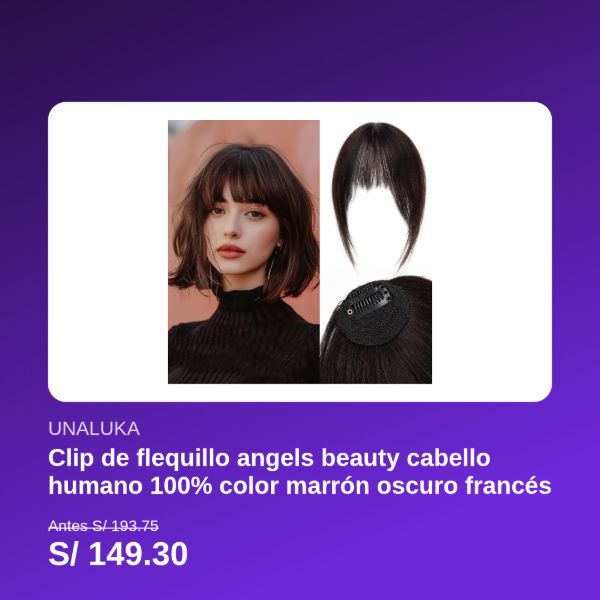 UNALUKA
Clip de flequillo angels beauty cabello
humano 100% color marrón oscuro francés
Antes S/ 193.75
S/ 149.30